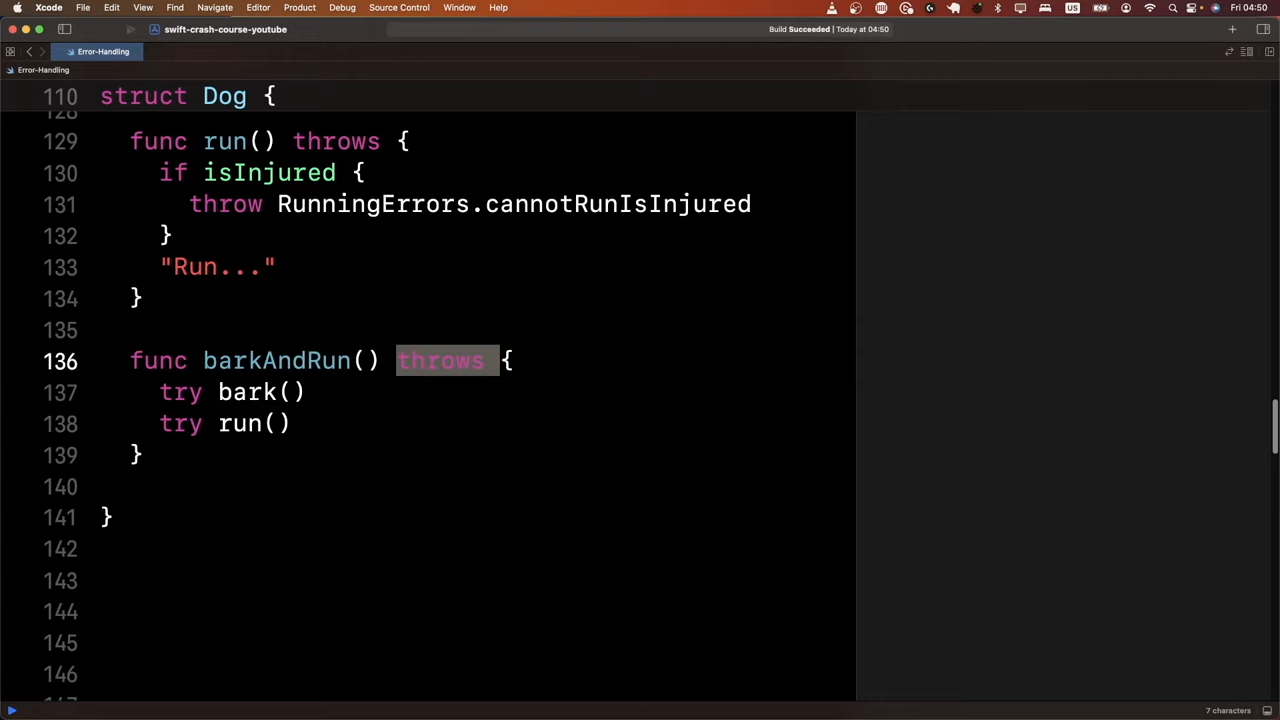 Xcode File Edit View Find Navigate Editor Product Debug Source Control Window Help US Fri 04:50
swift-crash-course-youtube Build Succeeded | Today at 04:50
Error-Handling
Error-Handling
110 struct Dog {
128
129 func run() throws {
130 if isInjured {
131 throw RunningErrors.cannotRunIsInjured
132 }
133 "Run..."
134 }
135
136 func barkAndRun() throws {
137 try bark()
138 try run()
139 }
140
141 }
142
143
144
145
146
147
7 characters